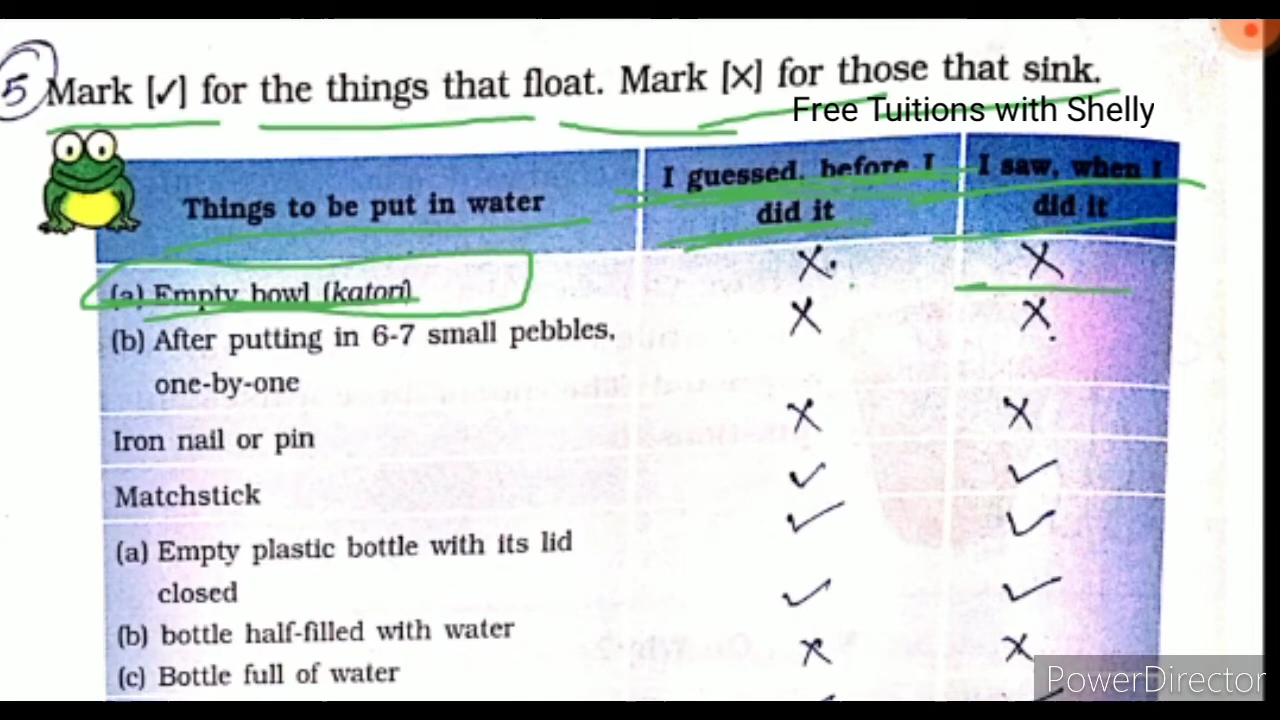 5 Mark [✓] for the things that float. Mark [X] for those that sink.
Free Tuitions with Shelly
Things to be put in water
I guessed, before I
did it
I saw, when I
did it
(a) Empty bowl (katori) X X
(b) After putting in 6-7 small pebbles, X X
one-by-one
Iron nail or pin X X
Matchstick ✓ ✓
(a) Empty plastic bottle with its lid ✓ ✓
closed
(b) bottle half-filled with water ✓ ✓
(c) Bottle full of water X X
PowerDirector